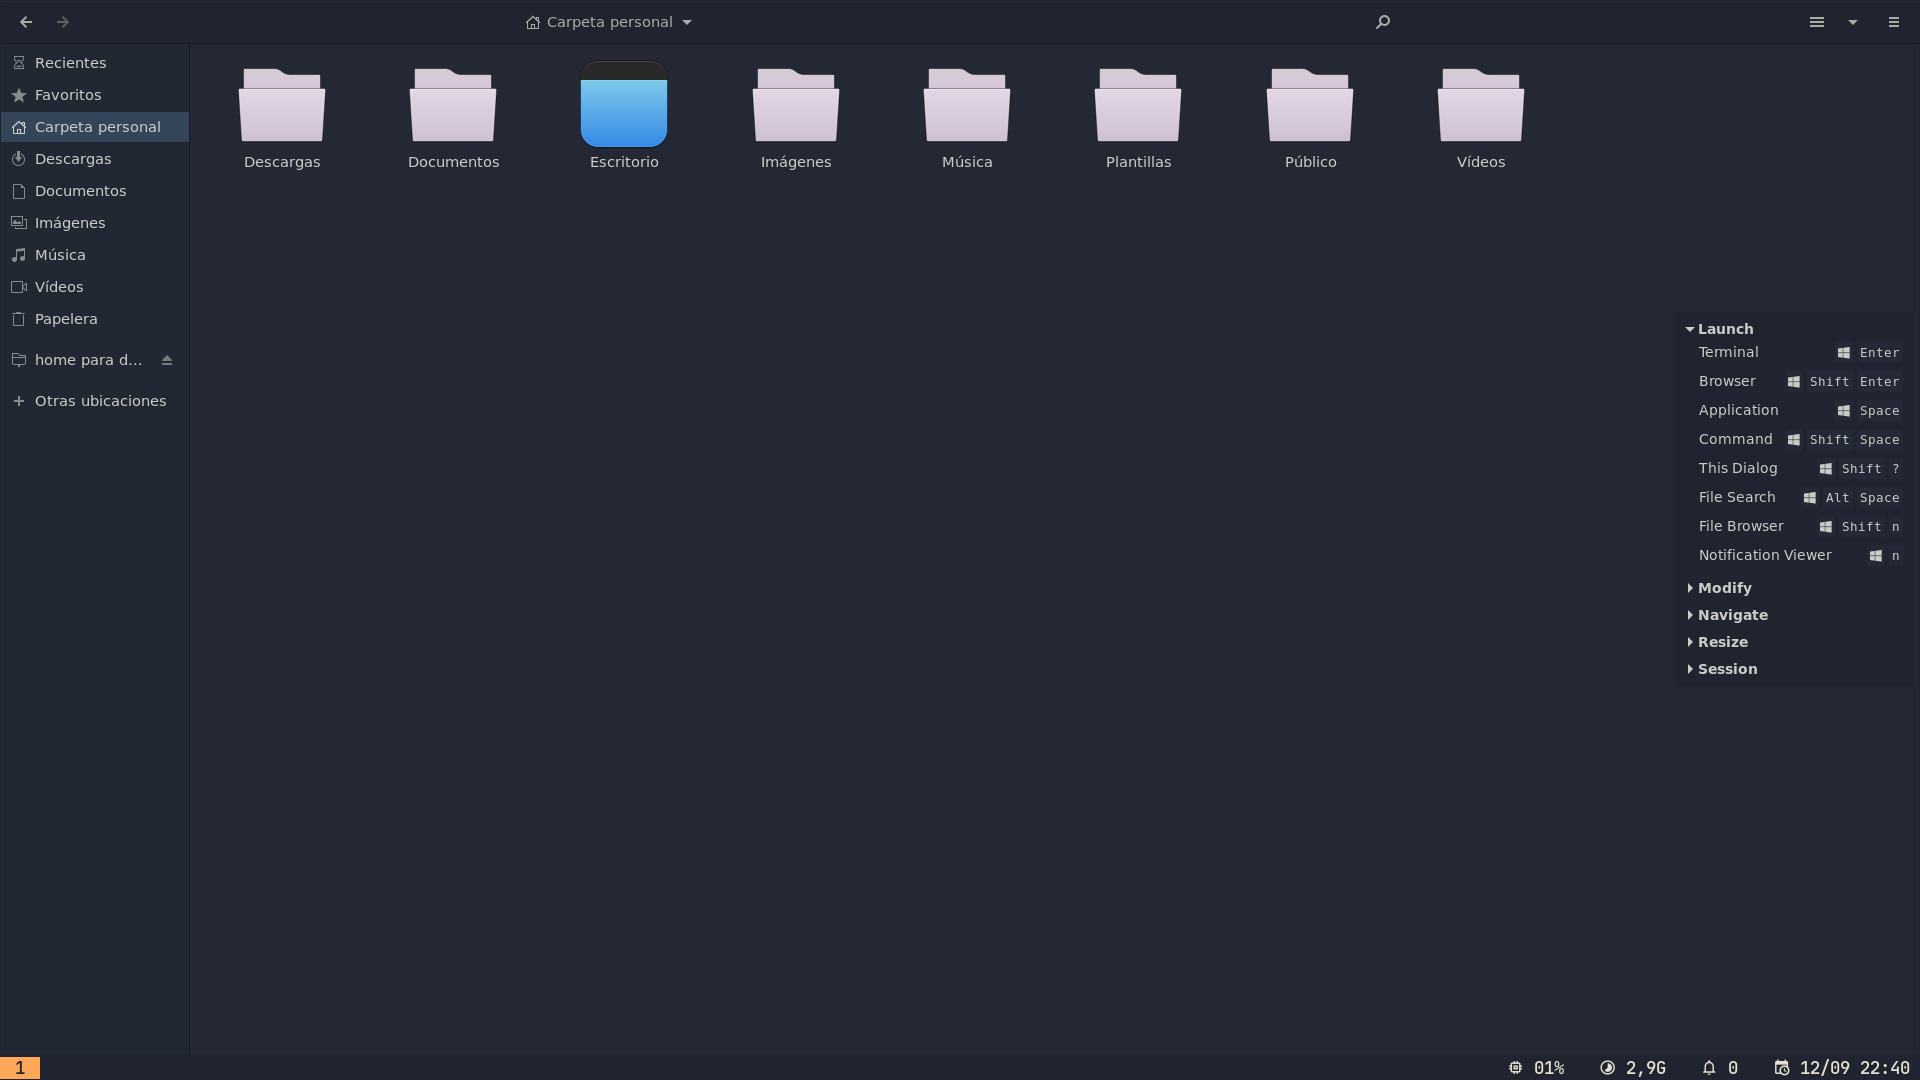 Carpeta personal
Recientes
Favoritos
Carpeta personal
Descargas
Documentos
Imágenes
Música
Vídeos
Papelera
home para d...
Otras ubicaciones
Descargas
Documentos
Escritorio
Imágenes
Música
Plantillas
Público
Vídeos
Launch
Terminal Enter
Browser Shift Enter
Application Space
Command Shift Space
This Dialog Shift ?
File Search Alt Space
File Browser Shift n
Notification Viewer n
Modify
Navigate
Resize
Session
1
01% 2,9G 0 12/09 22:40